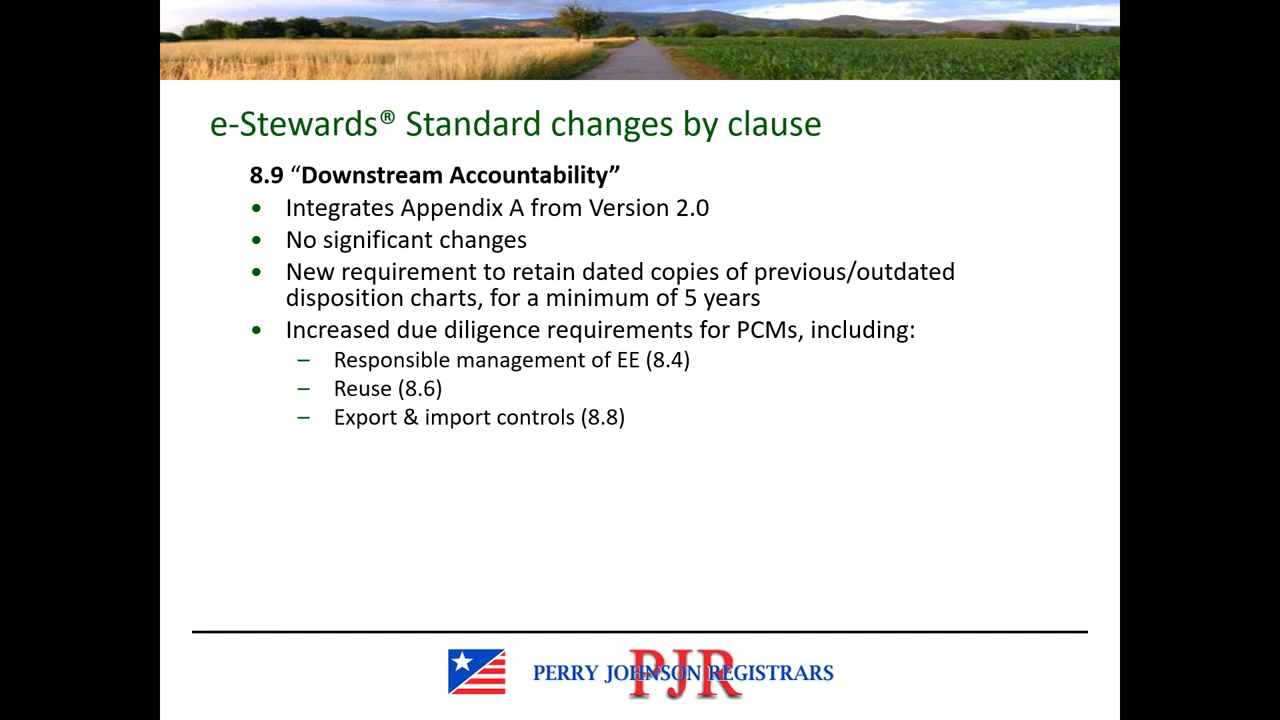 e-Stewards® Standard changes by clause
8.9 “Downstream Accountability”
• Integrates Appendix A from Version 2.0
• No significant changes
• New requirement to retain dated copies of previous/outdated
disposition charts, for a minimum of 5 years
• Increased due diligence requirements for PCMs, including:
– Responsible management of EE (8.4)
– Reuse (8.6)
– Export & import controls (8.8)
PJR
PERRY JOHNSON REGISTRARS